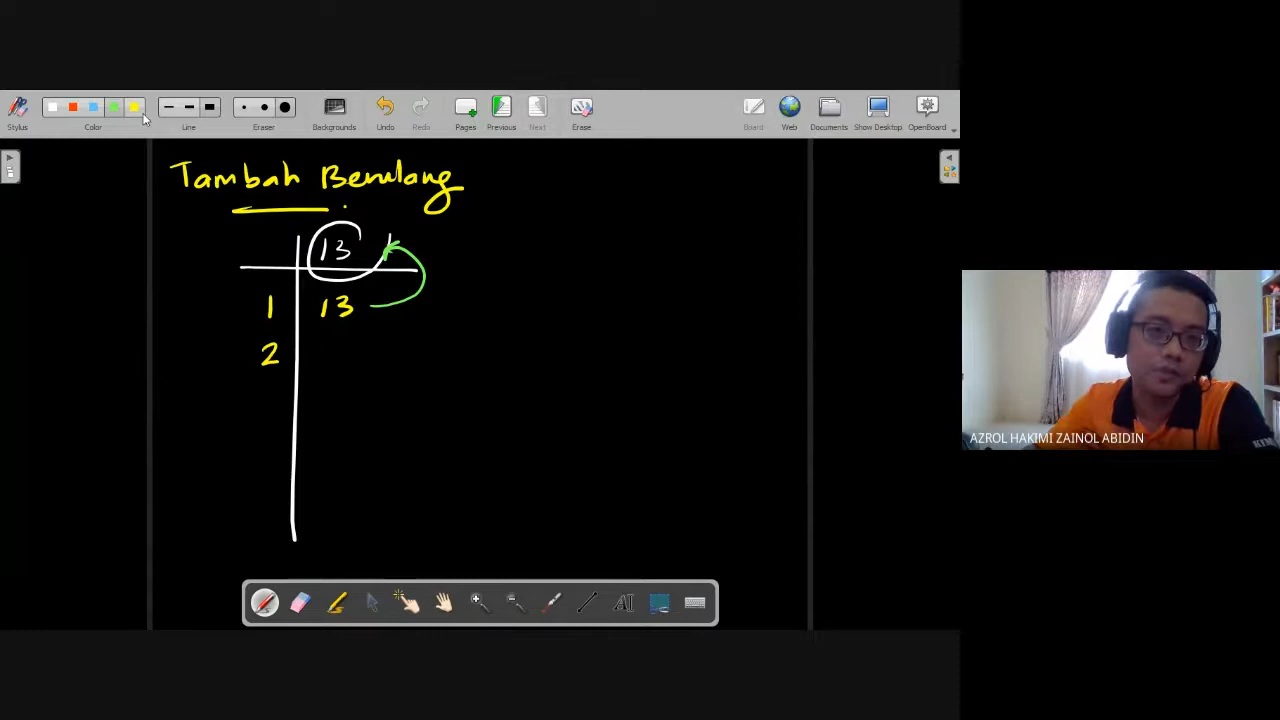 Stylus
Color
Line
Eraser
Backgrounds
Undo
Redo
Pages
Previous
Next
Erase
Board
Web
Documents
Show Desktop
OpenBoard
Tambah Berulang
13
1 13
2
AZROL HAKIMI ZAINOL ABIDIN
AI